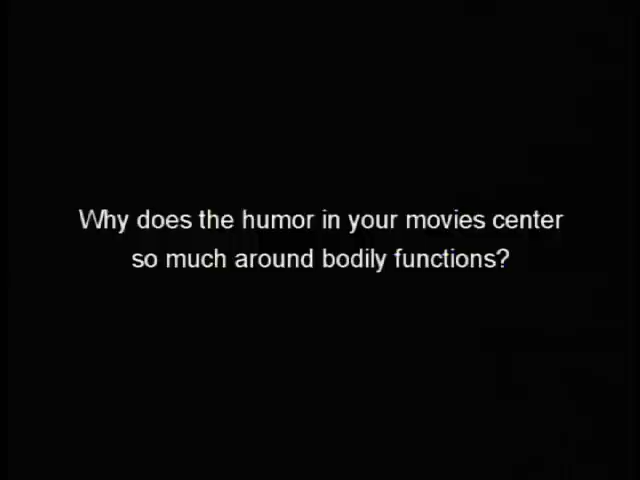 Why does the humor in your movies center
so much around bodily functions?